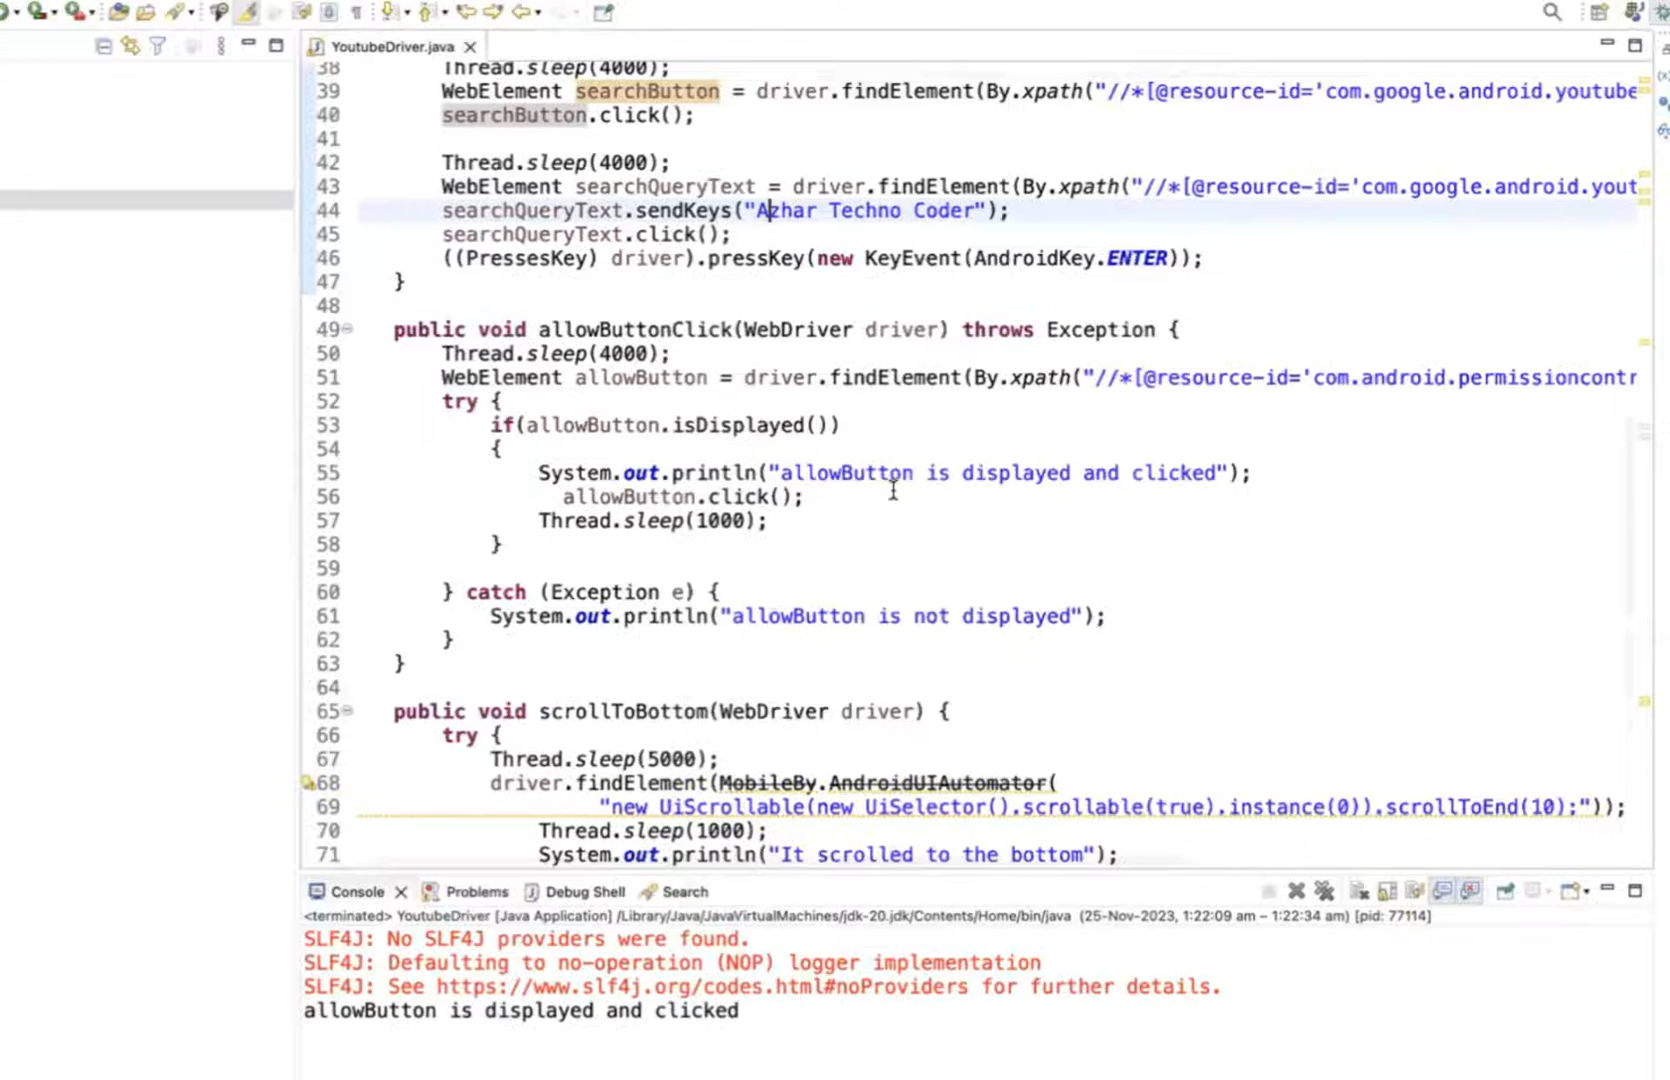 YoutubeDriver.java
38 Thread.sleep(4000);
39 WebElement searchButton = driver.findElement(By.xpath("//*[@resource-id='com.google.android.youtube
40 searchButton.click();
41
42 Thread.sleep(4000);
43 WebElement searchQueryText = driver.findElement(By.xpath("//*[@resource-id='com.google.android.yout
44 searchQueryText.sendKeys("Azhar Techno Coder");
45 searchQueryText.click();
46 ((PressesKey) driver).pressKey(new KeyEvent(AndroidKey.ENTER));
47 }
48
49 public void allowButtonClick(WebDriver driver) throws Exception {
50 Thread.sleep(4000);
51 WebElement allowButton = driver.findElement(By.xpath("//*[@resource-id='com.android.permissioncontr
52 try {
53 if(allowButton.isDisplayed())
54 {
55 System.out.println("allowButton is displayed and clicked");
56 allowButton.click();
57 Thread.sleep(1000);
58 }
59
60 } catch (Exception e) {
61 System.out.println("allowButton is not displayed");
62 }
63 }
64
65 public void scrollToBottom(WebDriver driver) {
66 try {
67 Thread.sleep(5000);
68 driver.findElement(MobileBy.AndroidUIAutomator(
69 "new UiScrollable(new UiSelector().scrollable(true).instance(0)).scrollToEnd(10);"));
70 Thread.sleep(1000);
71 System.out.println("It scrolled to the bottom");
Console Problems Debug Shell Search
<terminated> YoutubeDriver [Java Application] /Library/Java/JavaVirtualMachines/jdk-20.jdk/Contents/Home/bin/java (25-Nov-2023, 1:22:09 am – 1:22:34 am) [pid: 77114]
SLF4J: No SLF4J providers were found.
SLF4J: Defaulting to no-operation (NOP) logger implementation
SLF4J: See https://www.slf4j.org/codes.html#noProviders for further details.
allowButton is displayed and clicked